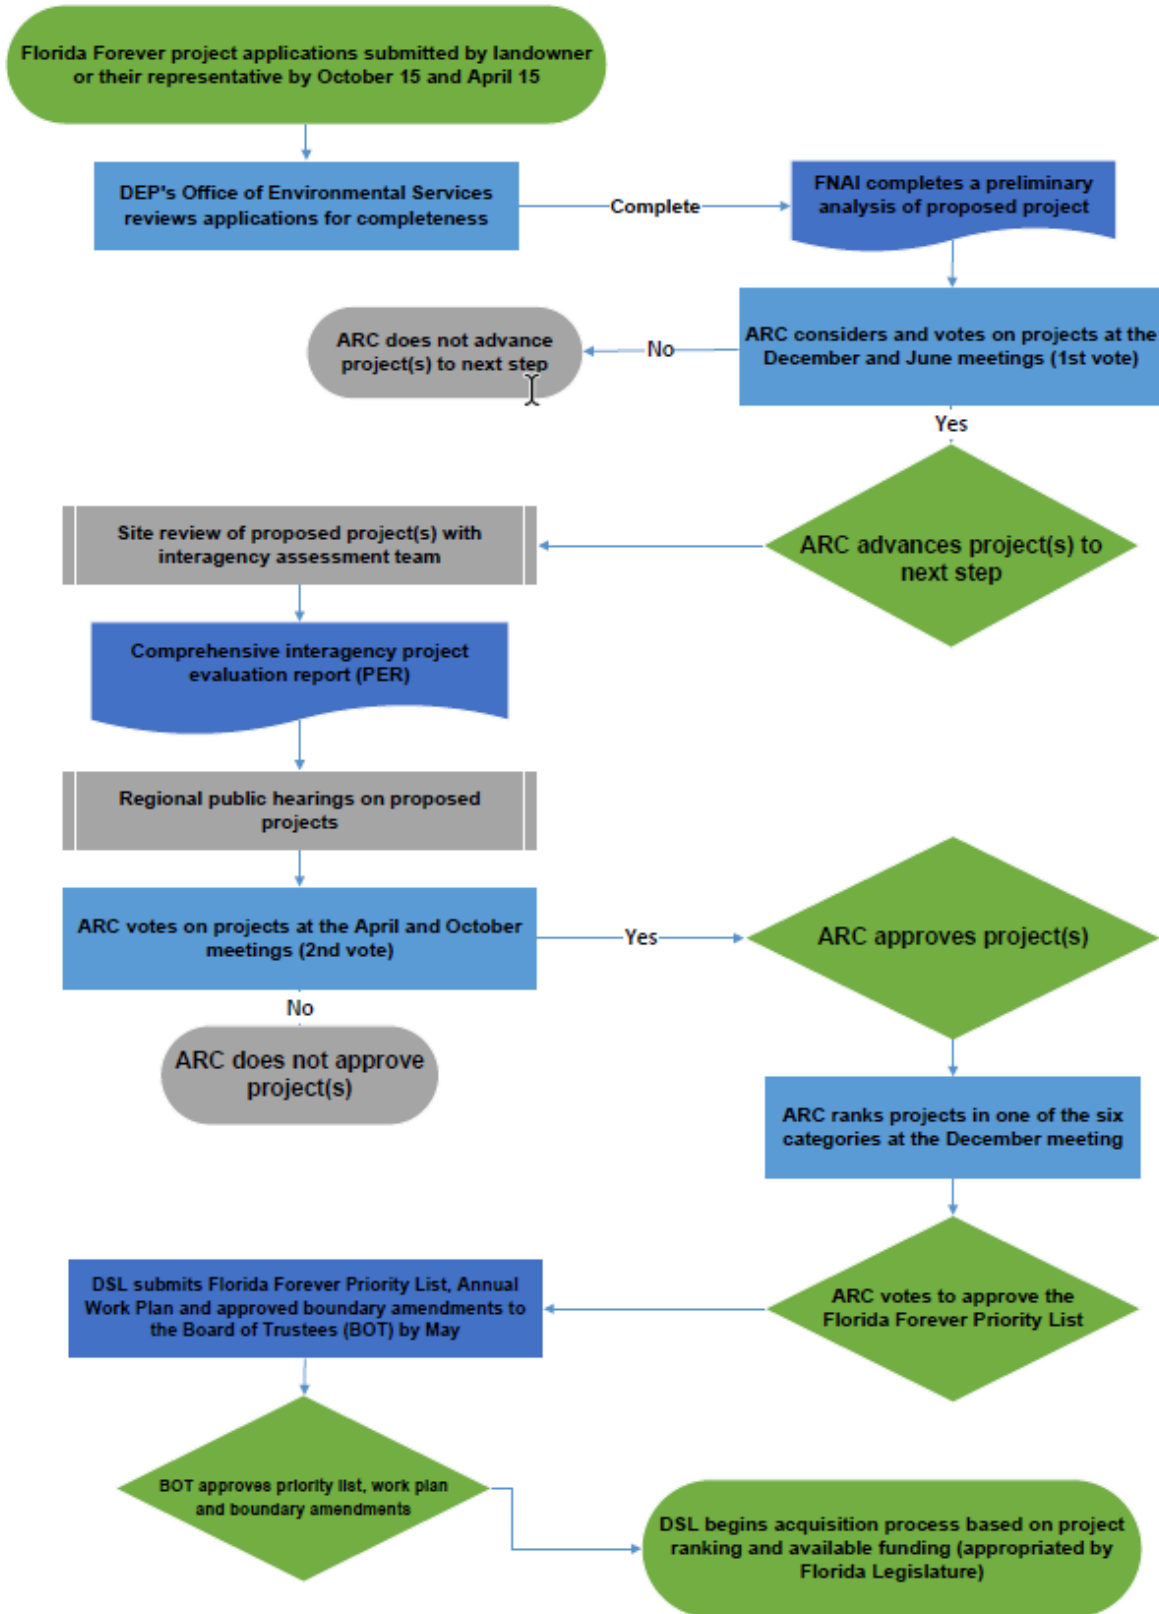 Florida Forever project applications submitted by landowner
or their representative by October 15 and April 15
DEP's Office of Environmental Services
reviews applications for completeness
Complete
FNAI completes a preliminary
analysis of proposed project
ARC considers and votes on projects at the
December and June meetings (1st vote)
No
ARC does not advance
project(s) to next step
Yes
ARC advances project(s) to
next step
Site review of proposed project(s) with
interagency assessment team
Comprehensive interagency project
evaluation report (PER)
Regional public hearings on proposed
projects
ARC votes on projects at the April and October
meetings (2nd vote)
Yes
ARC approves project(s)
No
ARC does not approve
project(s)
ARC ranks projects in one of the six
categories at the December meeting
ARC votes to approve the
Florida Forever Priority List
DSL submits Florida Forever Priority List, Annual
Work Plan and approved boundary amendments to
the Board of Trustees (BOT) by May
BOT approves priority list, work plan
and boundary amendments
DSL begins acquisition process based on project
ranking and available funding (appropriated by
Florida Legislature)